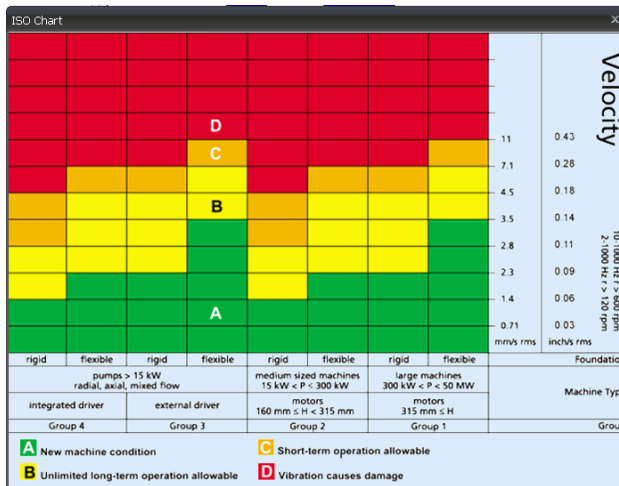 ISO Chart
x
D
C
B
A
11 0.43
7.1 0.28
4.5 0.18
3.5 0.14
2.8 0.11
2.3 0.09
1.4 0.06
0.71 0.03
mm/s rms inch/s rms
Velocity
10-1000 Hz r > 600 rpm
2-1000 Hz r > 120 rpm
rigid flexible rigid flexible rigid flexible rigid flexible Foundatio
pumps > 15 kW
radial, axial, mixed flow
medium sized machines
15 kW < P < 300 kW
large machines
300 kW < P < 50 MW
Machine Typ
integrated driver external driver
motors
160 mm ≤ H < 315 mm
motors
315 mm ≤ H
Group 4 Group 3 Group 2 Group 1 Grou
A New machine condition
B Unlimited long-term operation allowable
C Short-term operation allowable
D Vibration causes damage